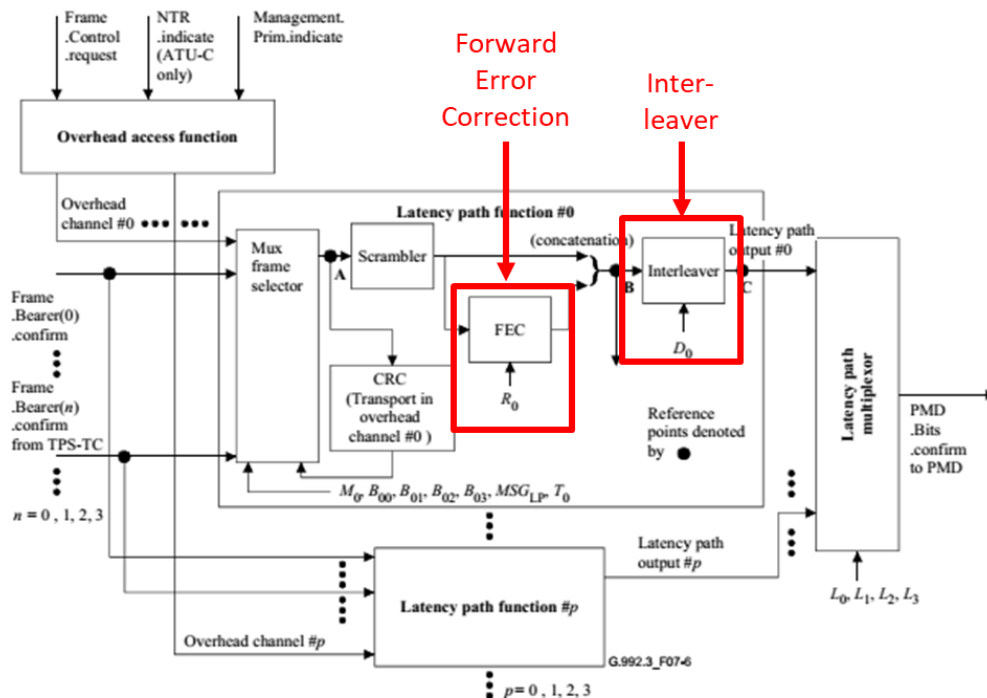 Frame
.Control
.request
NTR
.indicate
(ATU-C
only)
Management.
Prim.indicate
Forward
Error
Correction
Inter-
leaver
Overhead access function
Overhead
channel #0
Latency path function #0
Mux
frame
selector
A
Scrambler
(concatenation)
}
B
Interleaver
C
Latency path
output #0
FEC
D0
R0
CRC
(Transport in
overhead
channel #0 )
Frame
.Bearer(0)
.confirm
Frame
.Bearer(n)
.confirm
from TPS-TC
n = 0 , 1, 2, 3
Reference
points denoted
by ●
M0, B00, B01, B02, B03, MSGLP, T0
Latency path
multiplexor
PMD
.Bits
.confirm
to PMD
L0, L1, L2, L3
Latency path
output #p
Latency path function #p
Overhead channel #p
G.992.3_F07-6
p = 0 , 1, 2, 3